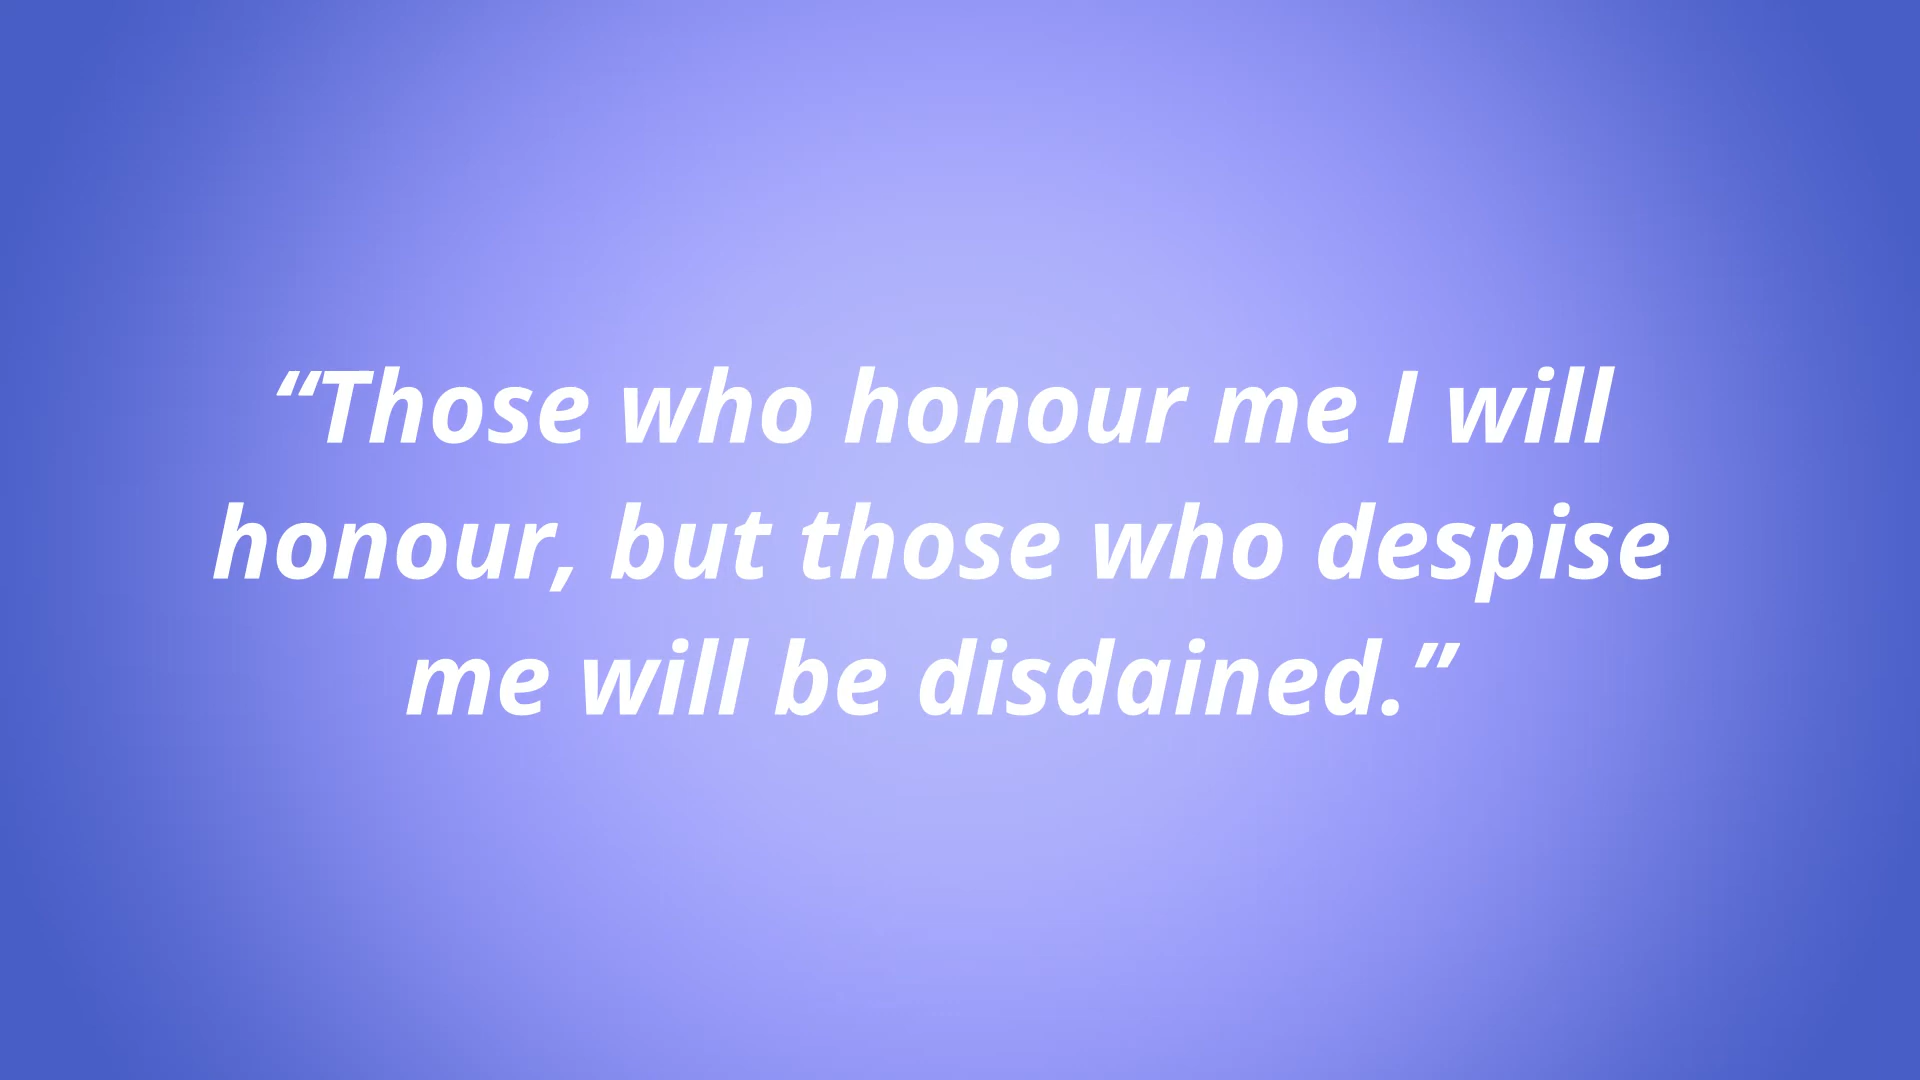 “Those who honour me I will
honour, but those who despise
me will be disdained.”